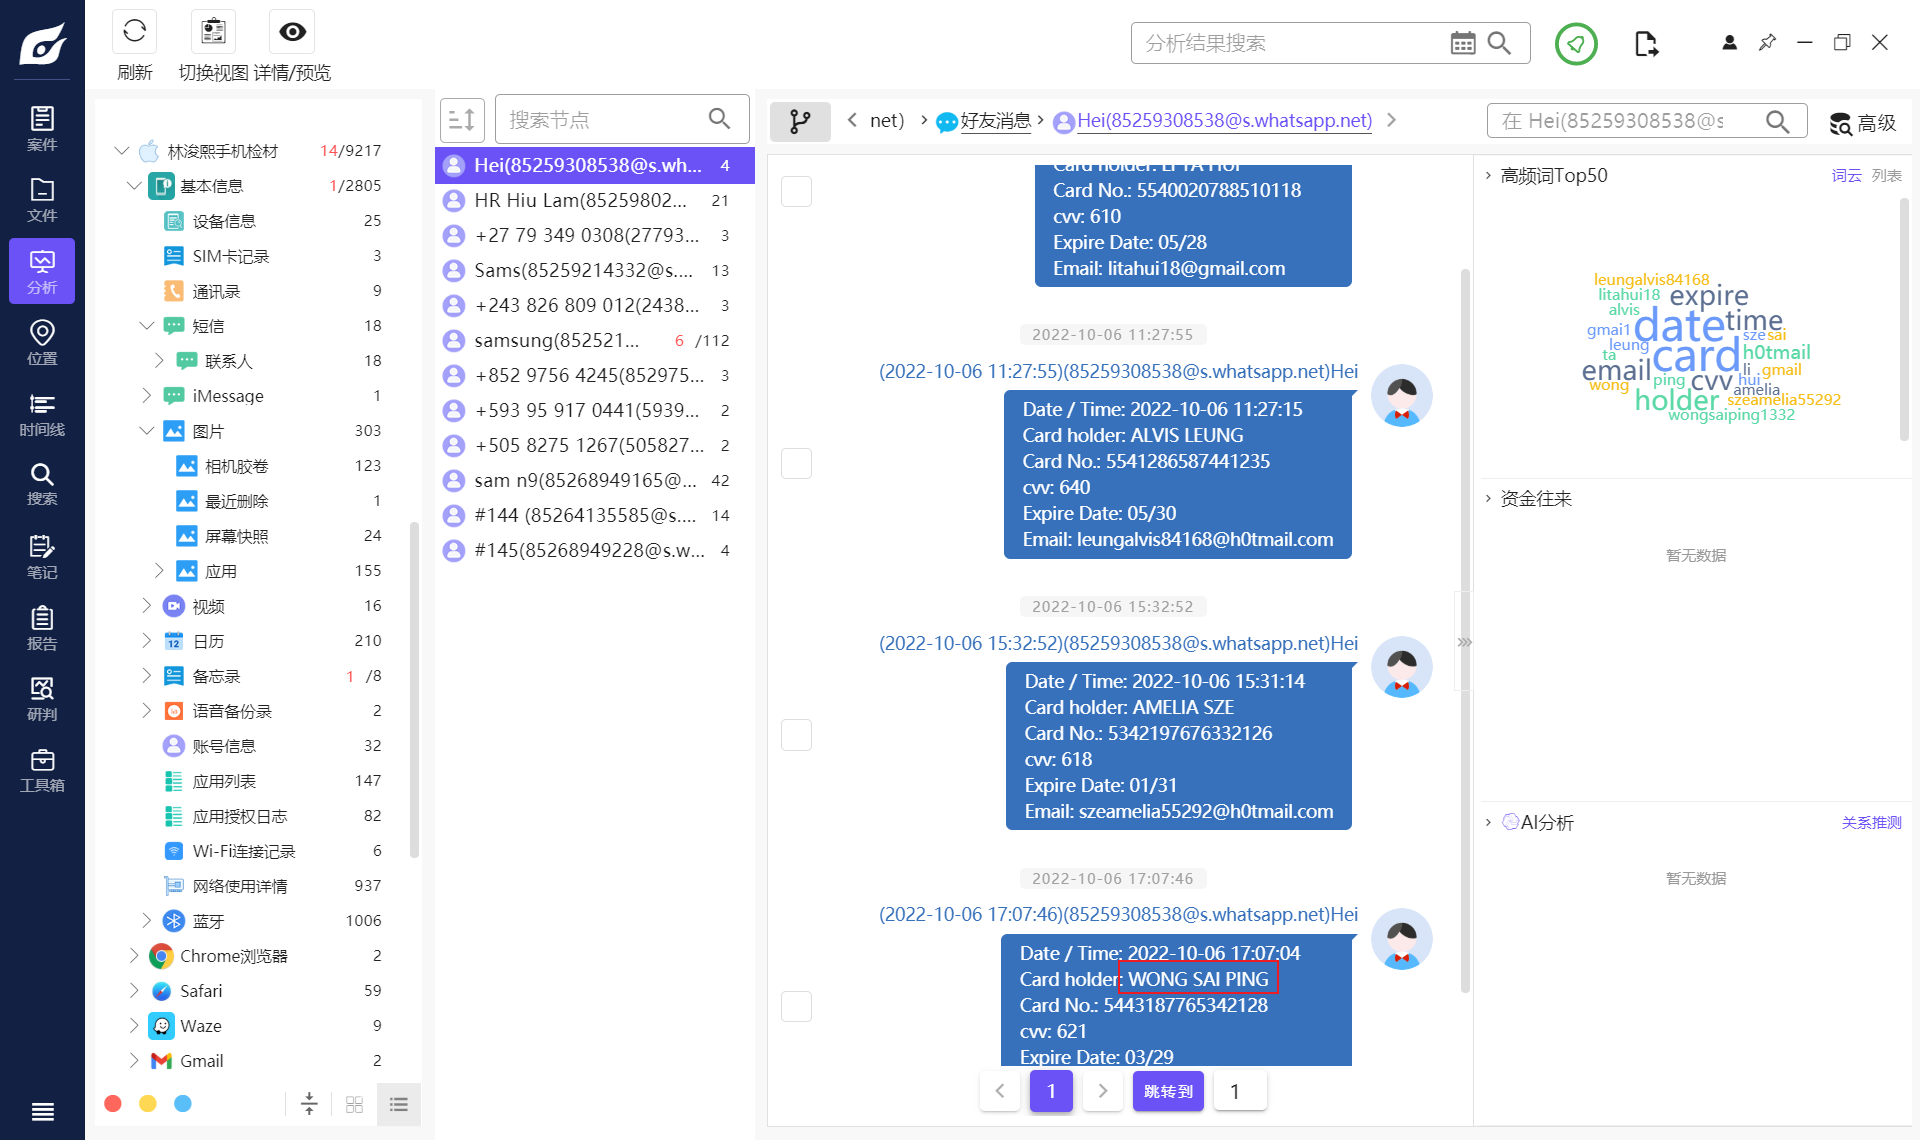 刷新
切换视图
详情/预览
分析结果搜索
案件
文件
分析
位置
时间线
搜索
笔记
报告
研判
工具箱
林浚熙手机检材 14/9217
基本信息 1/2805
设备信息 25
SIM卡记录 3
通讯录 9
短信 18
联系人 18
iMessage 1
图片 303
相机胶卷 123
最近删除 1
屏幕快照 24
应用 155
视频 16
日历 210
备忘录 1 /8
语音备份录 2
账号信息 32
应用列表 147
应用授权日志 82
Wi-Fi连接记录 6
网络使用详情 937
蓝牙 1006
Chrome浏览器 2
Safari 59
Waze 9
Gmail 2
搜索节点
Hei(85259308538@s.wh... 4
HR Hiu Lam(85259802... 21
+27 79 349 0308(27793... 3
Sams(85259214332@s.... 13
+243 826 809 012(2438... 3
samsung(852521... 6 /112
+852 9756 4245(852975... 3
+593 95 917 0441(5939... 2
+505 8275 1267(505827... 2
sam n9(85268949165@... 42
#144 (85264135585@s.... 14
#145(85268949228@s.w... 4
net) 好友消息 Hei(85259308538@s.whatsapp.net)
在 Hei(85259308538@s
高级
Card No.: 5540020788510118
cvv: 610
Expire Date: 05/28
Email: litahui18@gmail.com
2022-10-06 11:27:55
(2022-10-06 11:27:55)(85259308538@s.whatsapp.net)Hei
Date / Time: 2022-10-06 11:27:15
Card holder: ALVIS LEUNG
Card No.: 5541286587441235
cvv: 640
Expire Date: 05/30
Email: leungalvis84168@h0tmail.com
2022-10-06 15:32:52
(2022-10-06 15:32:52)(85259308538@s.whatsapp.net)Hei
Date / Time: 2022-10-06 15:31:14
Card holder: AMELIA SZE
Card No.: 5342197676332126
cvv: 618
Expire Date: 01/31
Email: szeamelia55292@h0tmail.com
2022-10-06 17:07:46
(2022-10-06 17:07:46)(85259308538@s.whatsapp.net)Hei
Date / Time: 2022-10-06 17:07:04
Card holder: WONG SAI PING
Card No.: 5443187765342128
cvv: 621
Expire Date: 03/29
1 跳转到 1
高频词Top50 词云 列表
leungalvis84168
litahui18 expire
alvis
date time
gmai1 sze sai
leung
ta card h0tmail
email li gmail
wong ping cvv hui amelia
holder szeamelia55292
wongsaiping1332
资金往来
暂无数据
AI分析 关系推测
暂无数据